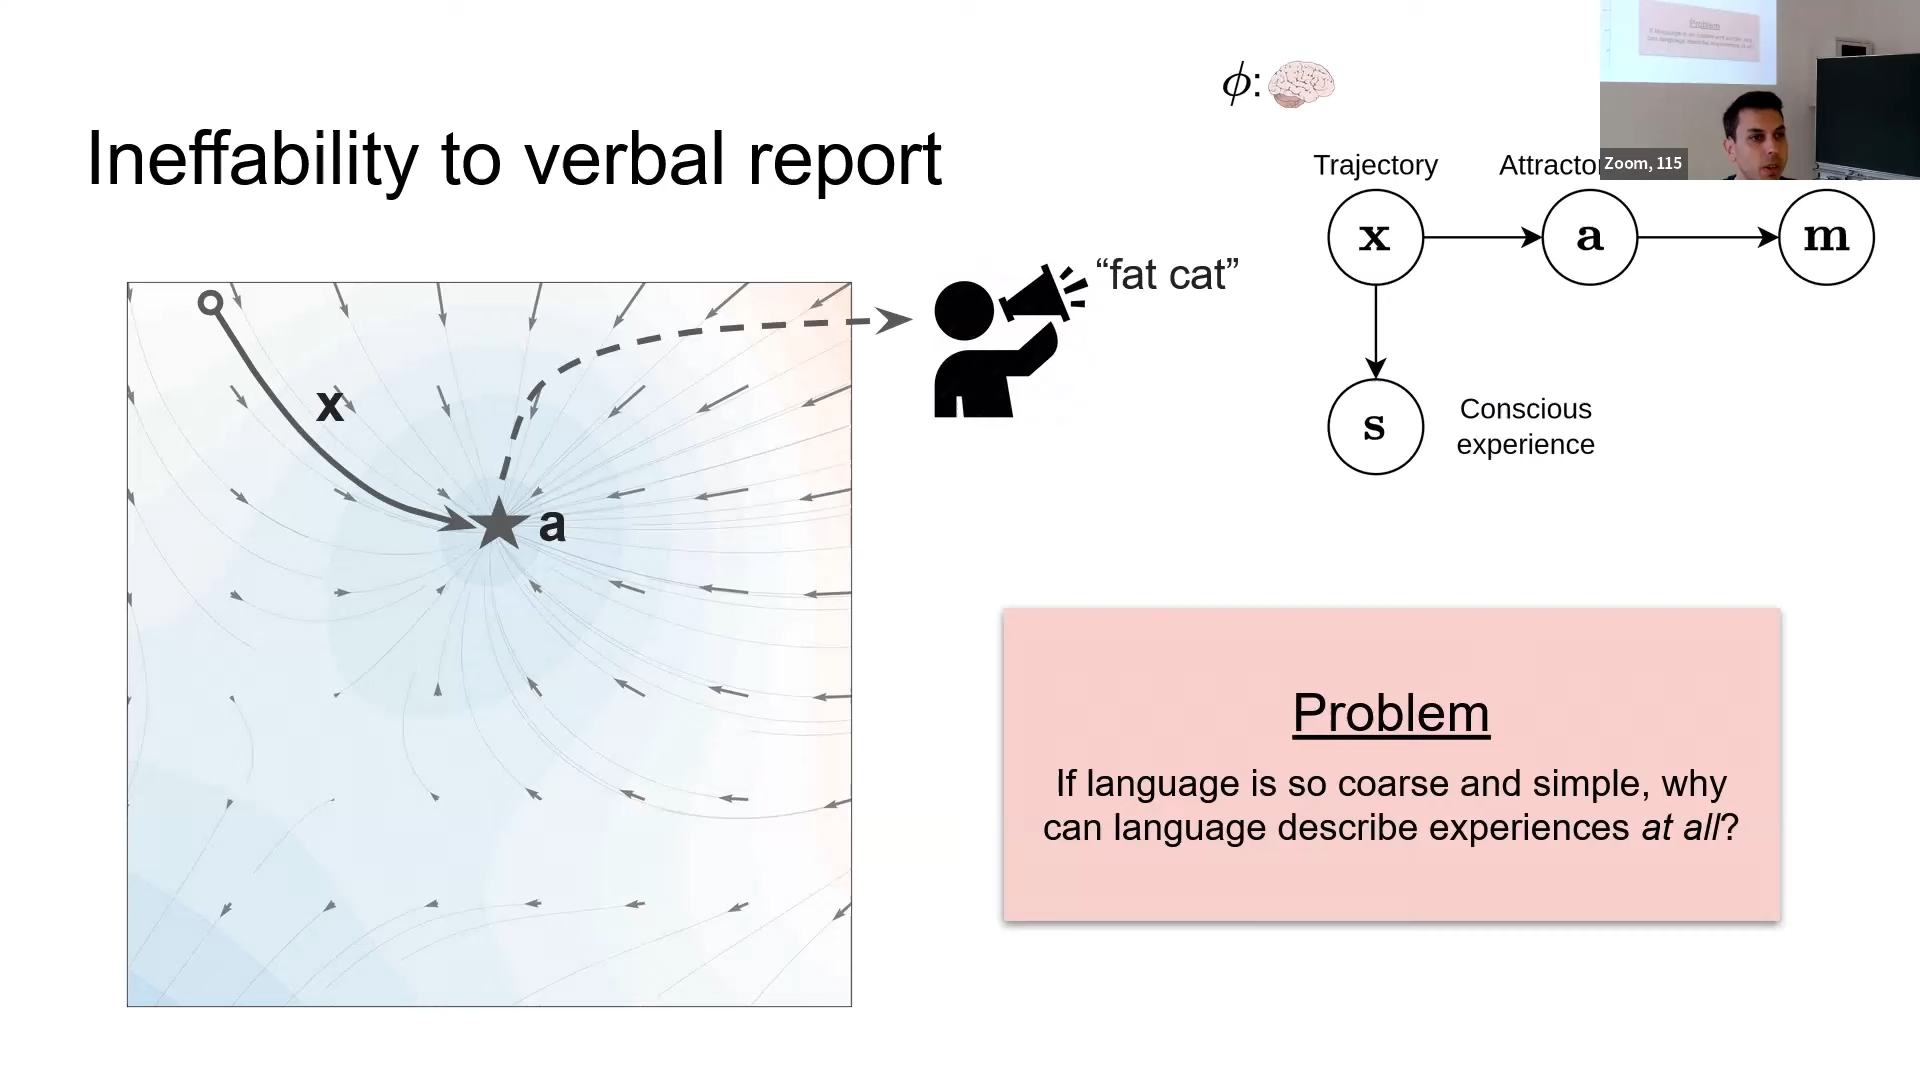 Ineffability to verbal report
ϕ:
Trajectory
Attractor
Zoom, 115
x
a
m
s
Conscious
experience
“fat cat”
x
a
Problem
If language is so coarse and simple, why
can language describe experiences at all?
Problem